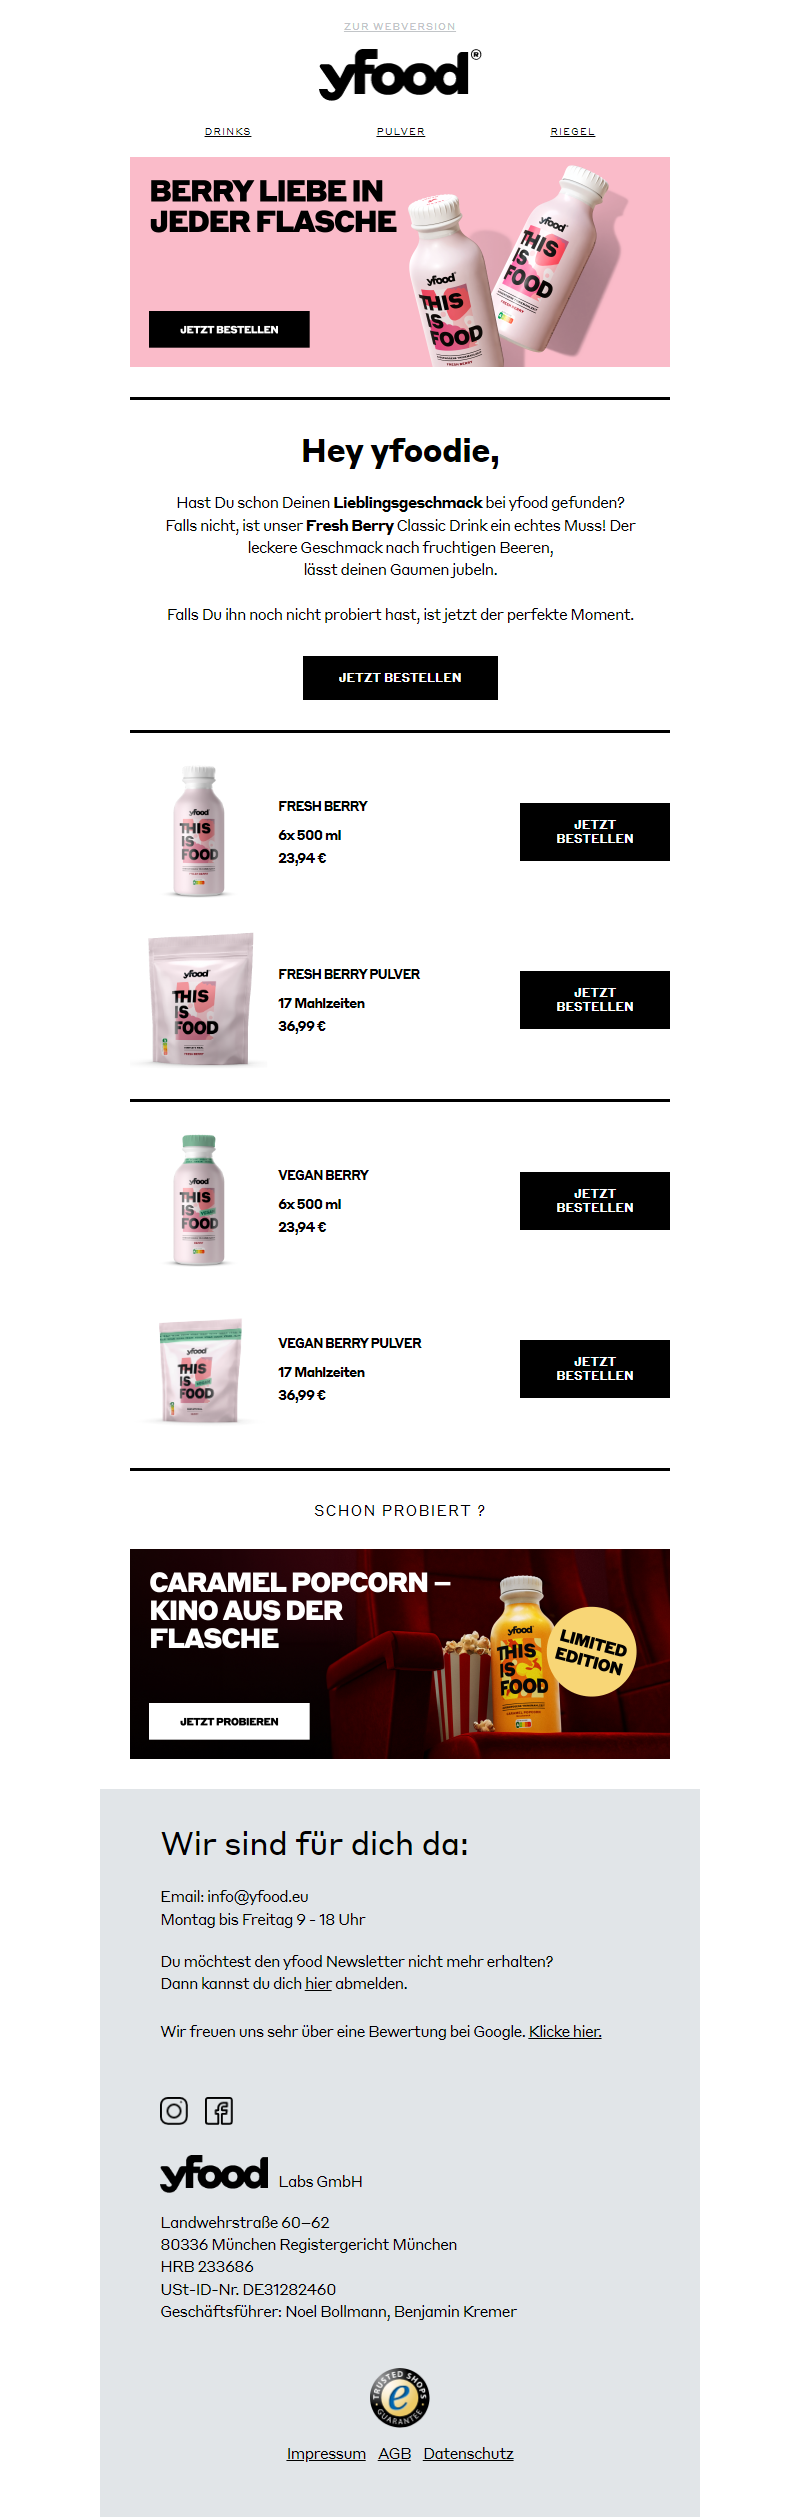 ZUR WEBVERSION
yfood®
DRINKS PULVER RIEGEL
BERRY LIEBE IN
JEDER FLASCHE
yfood
THIS
IS
FOOD
FRESH BERRY
yfood
THIS
IS
FOOD
FRESH BERRY
JETZT BESTELLEN
Hey yfoodie,
Hast Du schon Deinen Lieblingsgeschmack bei yfood gefunden?
Falls nicht, ist unser Fresh Berry Classic Drink ein echtes Muss! Der
leckere Geschmack nach fruchtigen Beeren,
lässt deinen Gaumen jubeln.
Falls Du ihn noch nicht probiert hast, ist jetzt der perfekte Moment.
JETZT BESTELLEN
yfood
THIS
IS
FOOD
FRESH BERRY
6x 500 ml
23,94 €
JETZT
BESTELLEN
yfood
THIS
IS
FOOD
FRESH BERRY PULVER
17 Mahlzeiten
36,99 €
JETZT
BESTELLEN
yfood
THIS
IS
VEGAN
FOOD
VEGAN BERRY
6x 500 ml
23,94 €
JETZT
BESTELLEN
yfood
THIS
IS
FOOD
VEGAN BERRY PULVER
17 Mahlzeiten
36,99 €
JETZT
BESTELLEN
SCHON PROBIERT ?
CARAMEL POPCORN –
KINO AUS DER
FLASCHE
yfood
THIS
IS
FOOD
CARAMEL POPCORN
LIMITED
EDITION
JETZT PROBIEREN
Wir sind für dich da:
Email: info@yfood.eu
Montag bis Freitag 9 - 18 Uhr
Du möchtest den yfood Newsletter nicht mehr erhalten?
Dann kannst du dich hier abmelden.
Wir freuen uns sehr über eine Bewertung bei Google. Klicke hier.
yfood Labs GmbH
Landwehrstraße 60–62
80336 München Registergericht München
HRB 233686
USt-ID-Nr. DE31282460
Geschäftsführer: Noel Bollmann, Benjamin Kremer
TRUSTED SHOPS
e
GUARANTEE
Impressum AGB Datenschutz